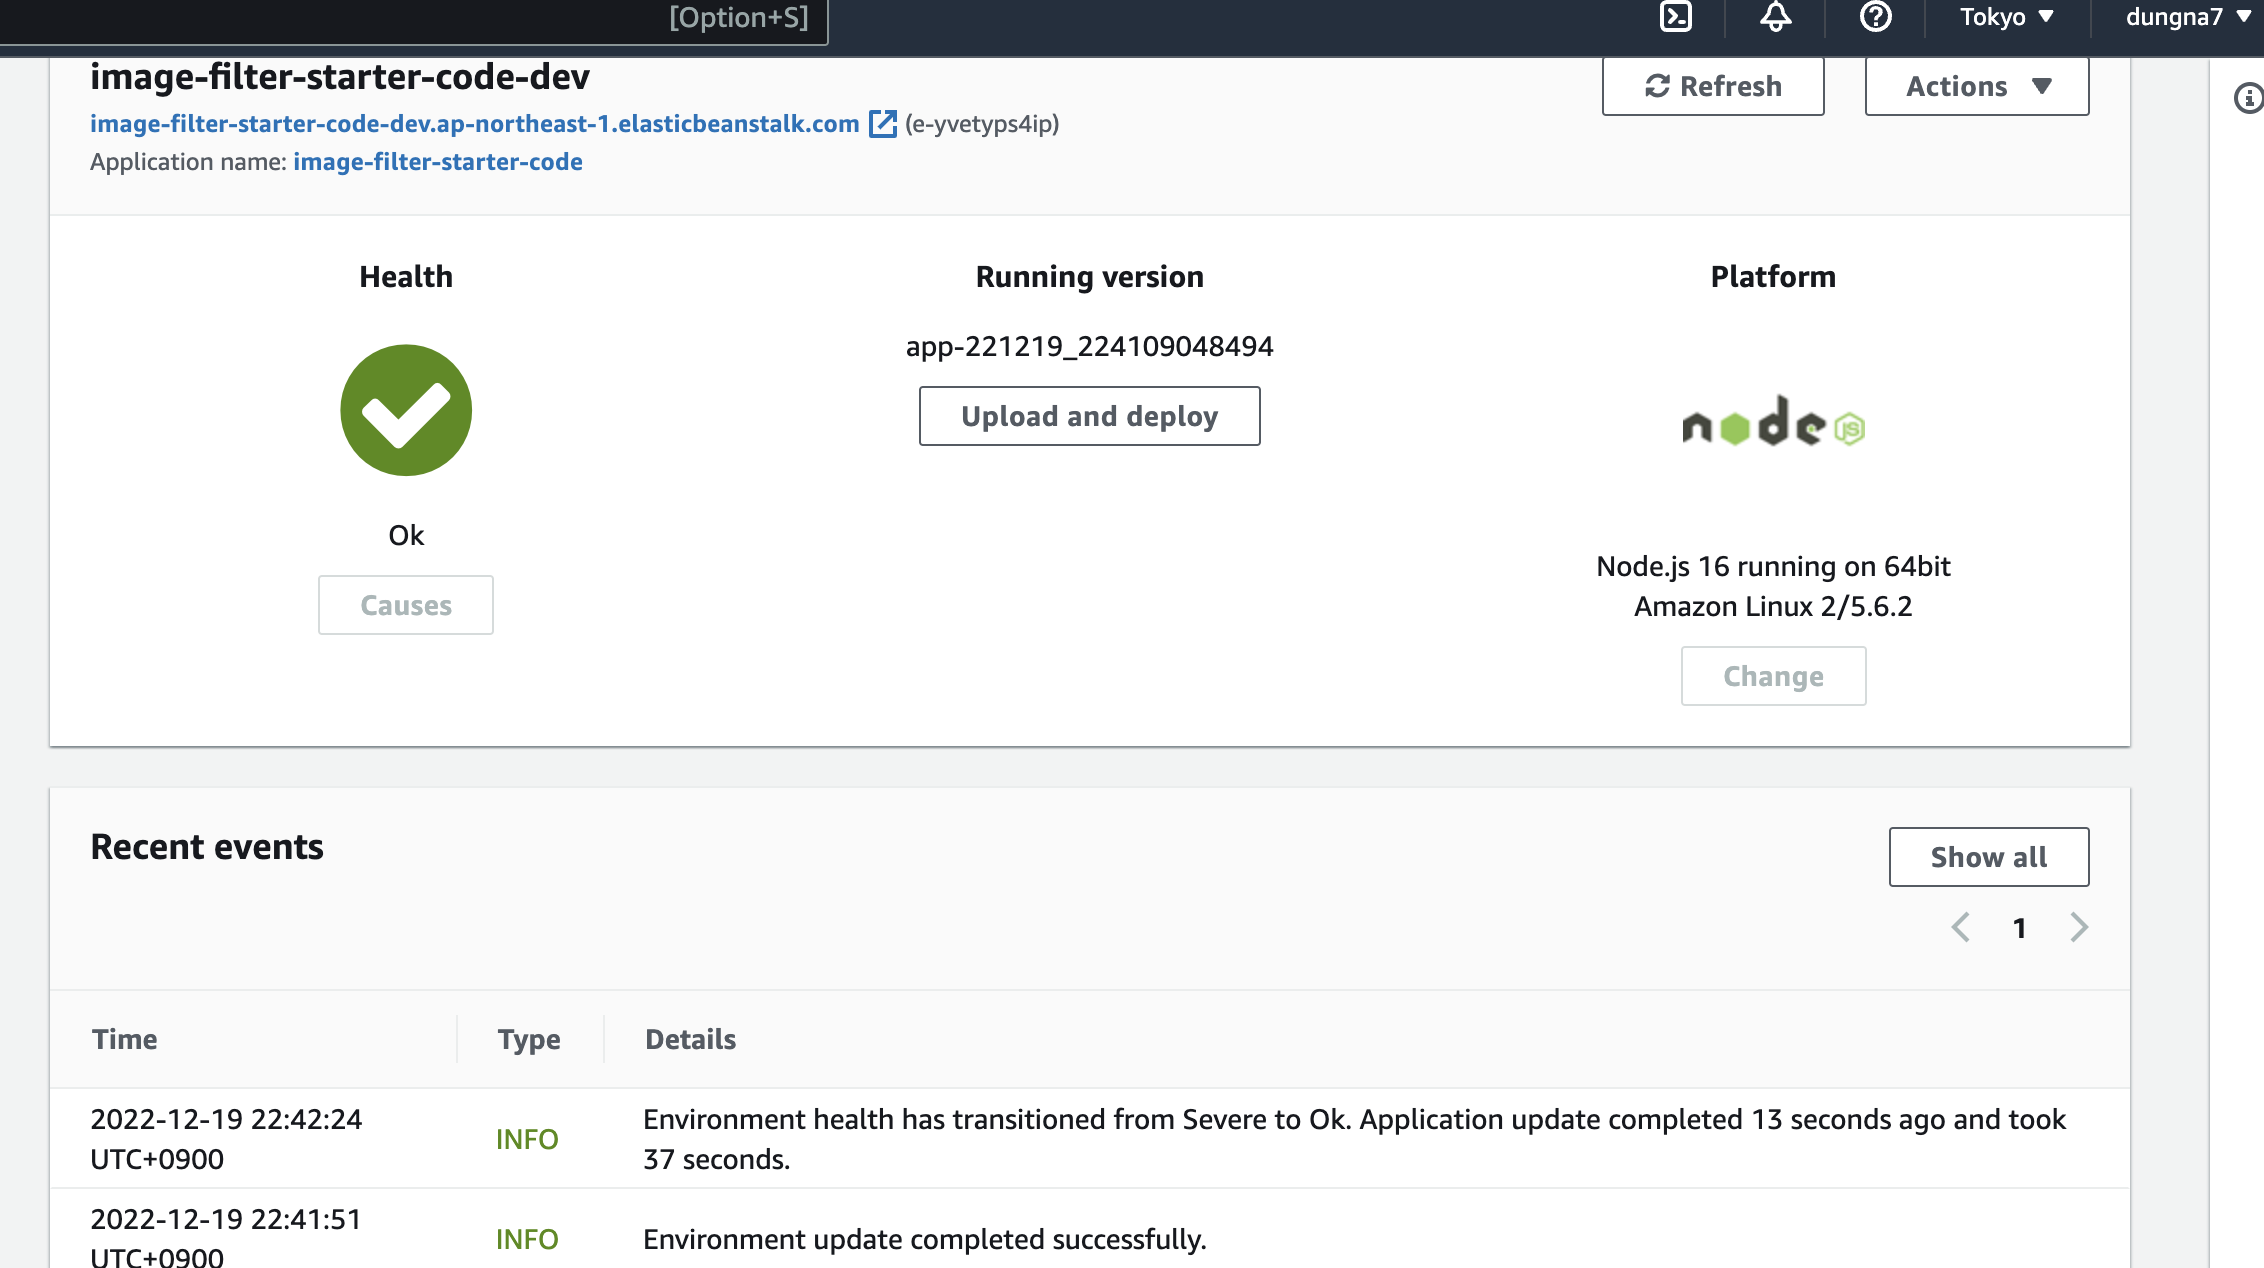 [Option+S]
Tokyo ▼
dungna7 ▼
image-filter-starter-code-dev
Refresh
Actions ▼
image-filter-starter-code-dev.ap-northeast-1.elasticbeanstalk.com (e-yvetyps4ip)
Application name: image-filter-starter-code
Health
Running version
Platform
app-221219_224109048494
Upload and deploy
node JS
Ok
Causes
Node.js 16 running on 64bit
Amazon Linux 2/5.6.2
Change
Recent events
Show all
1
Time
Type
Details
2022-12-19 22:42:24
UTC+0900
INFO
Environment health has transitioned from Severe to Ok. Application update completed 13 seconds ago and took
37 seconds.
2022-12-19 22:41:51
UTC+0900
INFO
Environment update completed successfully.